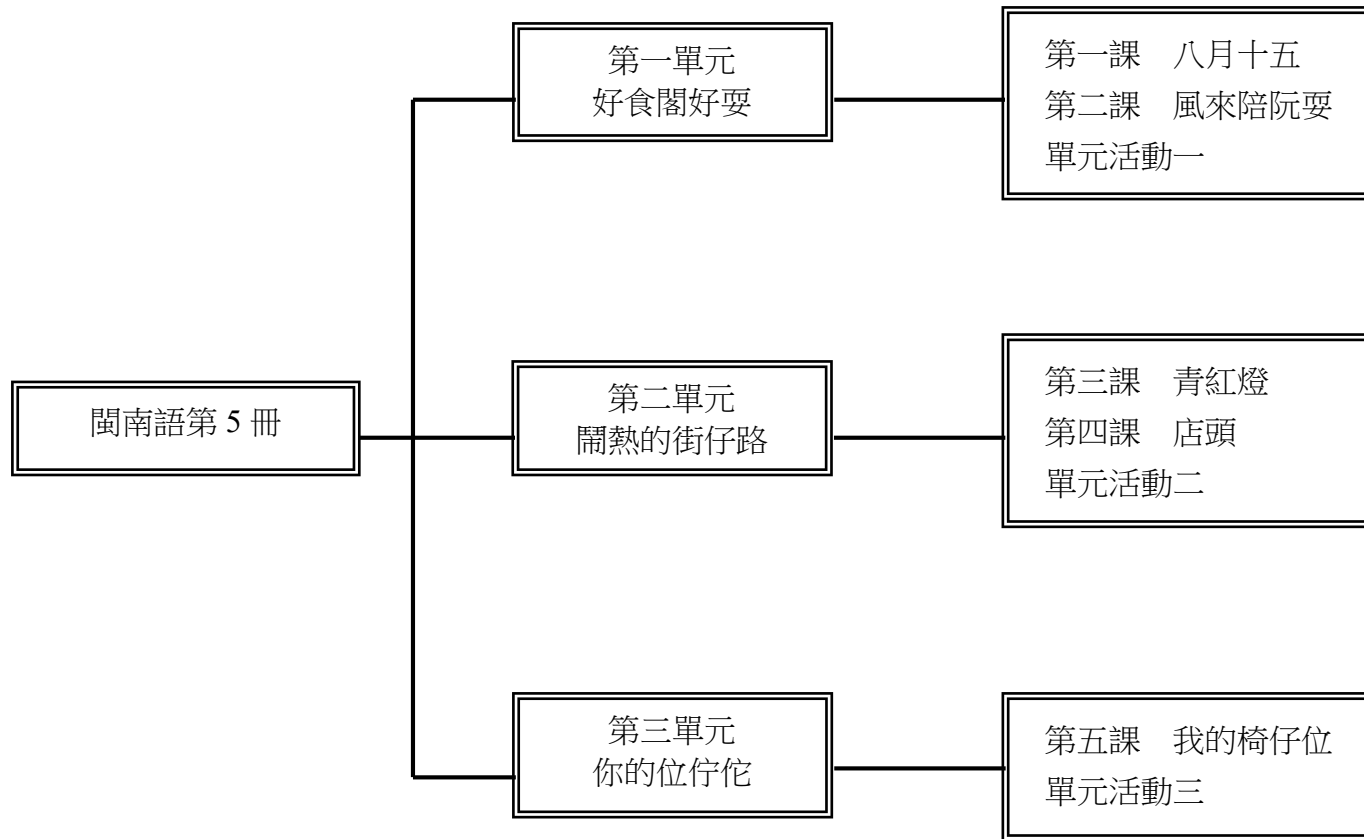 閩南語第 5 冊
第一單元
好食閣好耍
第一課　八月十五
第二課　風來陪阮耍
單元活動一
第二單元
鬧熱的街仔路
第三課　青紅燈
第四課　店頭
單元活動二
第三單元
你的位佇佗
第五課　我的椅仔位
單元活動三